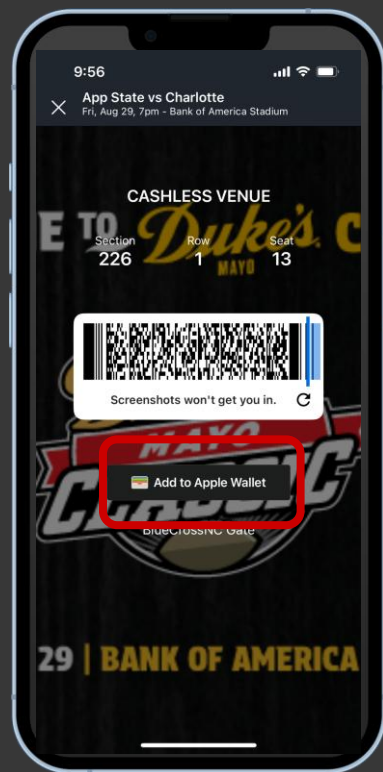 9:56
App State vs Charlotte
Fri, Aug 29, 7pm - Bank of America Stadium
CASHLESS VENUE
E TO Duke's C
MAYO
Section Row Seat
226 1 13
Screenshots won't get you in.
MAYO
Add to Apple Wallet
CLASSIC
BlueCrossNC Gate
29 | BANK OF AMERICA